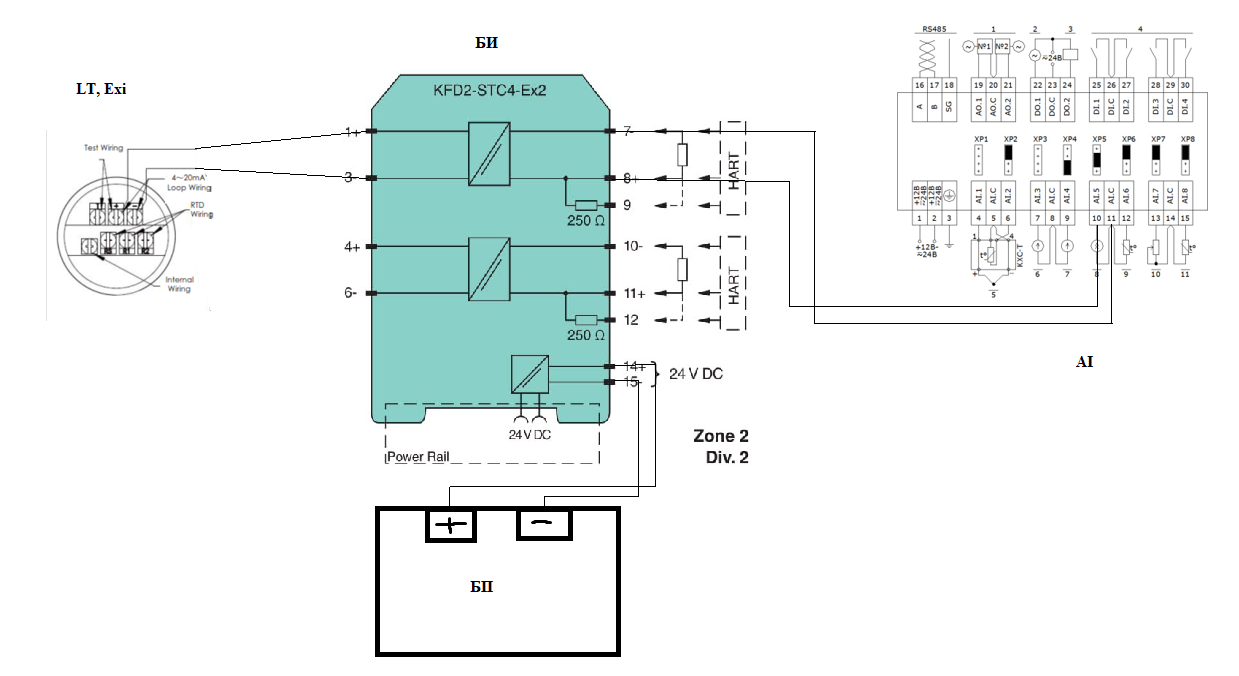 БИ
LT, Exi
KFD2-STC4-Ex2
1+
3
4+
6-
7-
8+
9
250 Ω
10-
11+
12
250 Ω
HART
HART
14+
15-
24 V DC
24V DC
Power Rail
Zone 2
Div. 2
Test Wiring
4~20mA
Loop Wiring
RTD
Wiring
Internal
Wiring
+
−
БП
AI
RS485
1
2
3
4
№1
№2
≂24В
16
17
18
19
20
21
22
23
24
25
26
27
28
29
30
A
B
SG
AO.1
AO.C
AO.2
DO.1
DO.C
DO.2
DI.1
DI.C
DI.2
DI.3
DI.C
DI.4
XP1
XP2
XP3
XP4
XP5
XP6
XP7
XP8
+12В
≂24В
+12В
≂24В
AI.1
AI.C
AI.2
AI.3
AI.C
AI.4
AI.5
AI.C
AI.6
AI.7
AI.C
AI.8
1
2
3
4
5
6
7
8
9
10
11
12
13
14
15
+12В-
≂24В
1
4
t°
КХС-Т
+
-
5
6
7
8
t°
9
10
t°
11